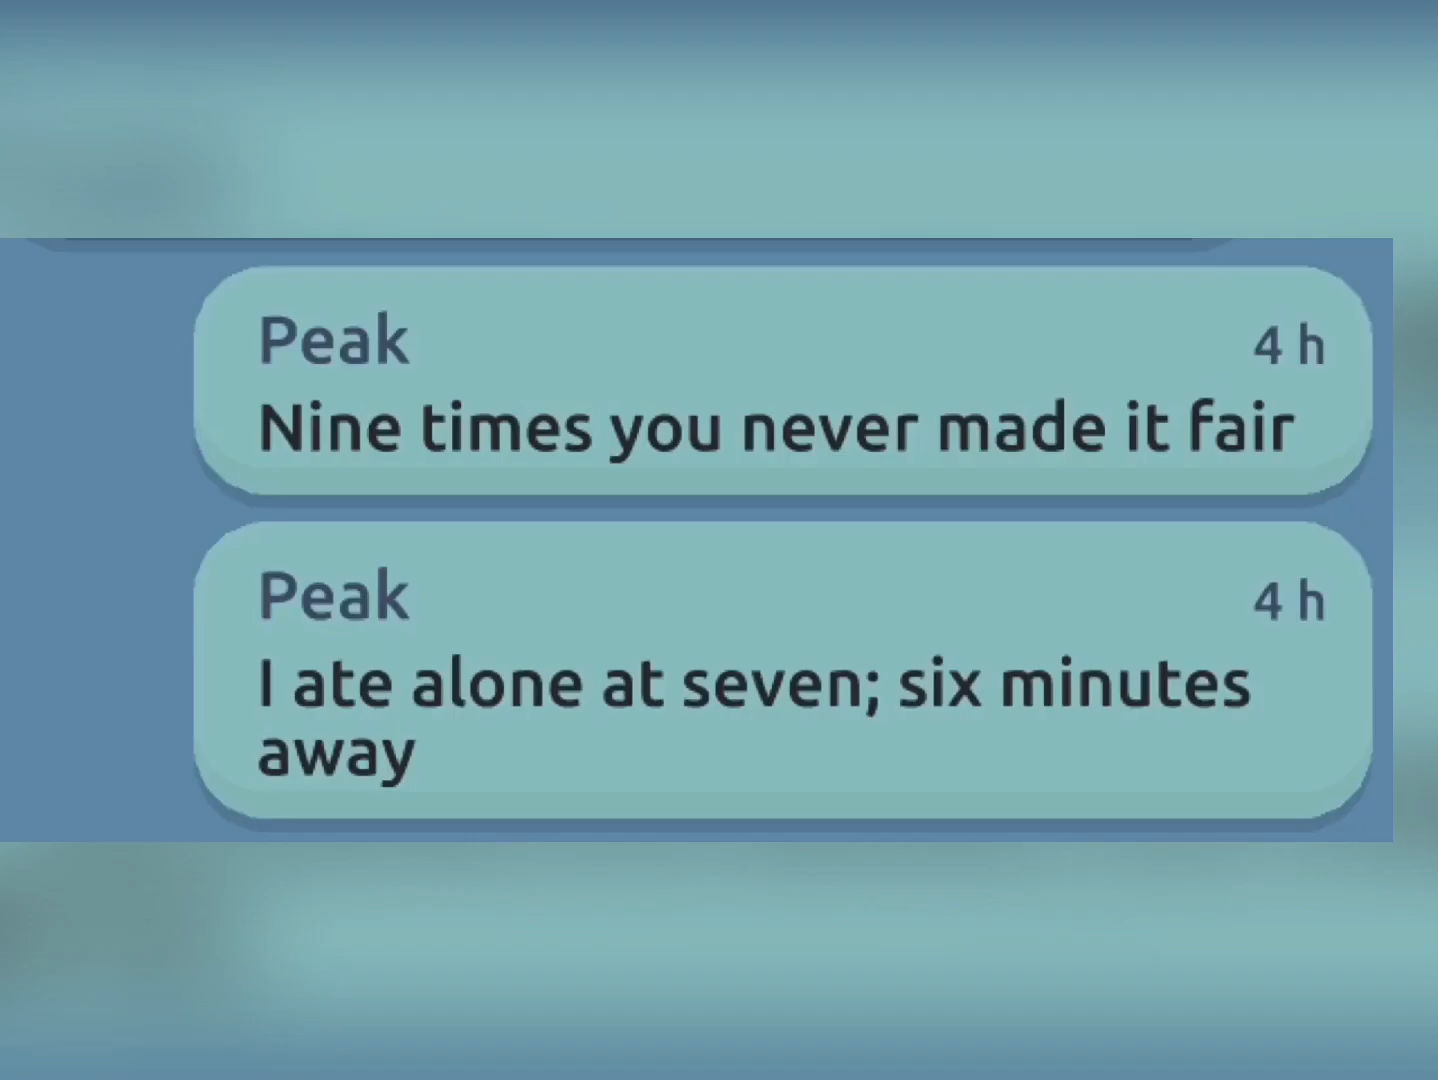 Peak
4 h
Nine times you never made it fair
Peak
4 h
I ate alone at seven; six minutes
away